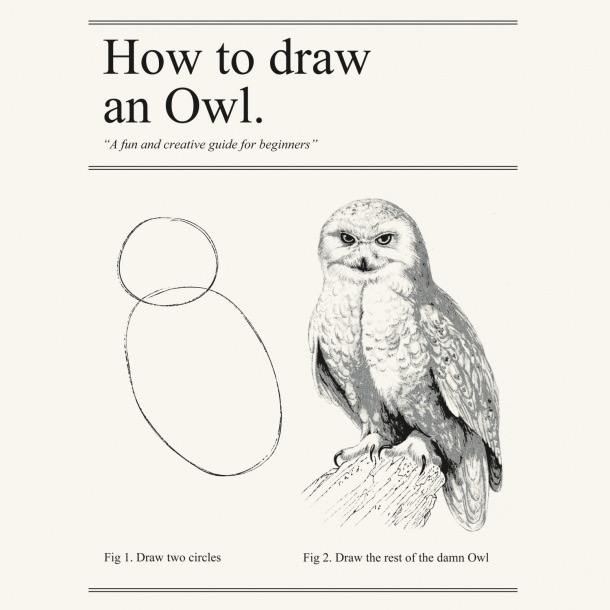 How to draw
an Owl.
“A fun and creative guide for beginners”
Fig 1. Draw two circles
Fig 2. Draw the rest of the damn Owl